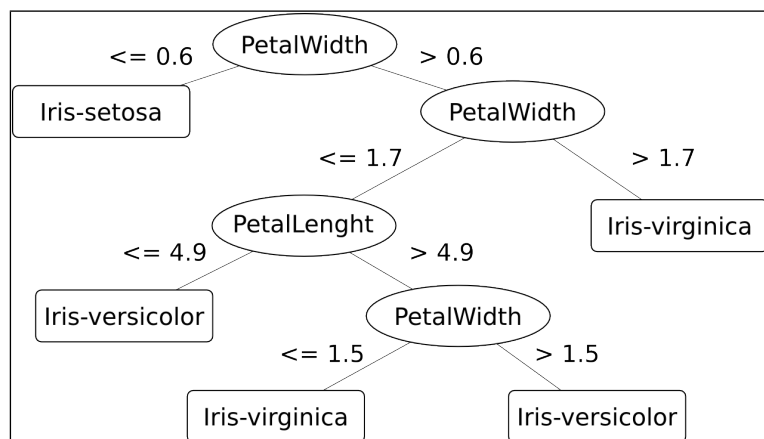 PetalWidth
<= 0.6
> 0.6
Iris-setosa
PetalWidth
<= 1.7
> 1.7
PetalLenght
Iris-virginica
<= 4.9
> 4.9
Iris-versicolor
PetalWidth
<= 1.5
> 1.5
Iris-virginica
Iris-versicolor